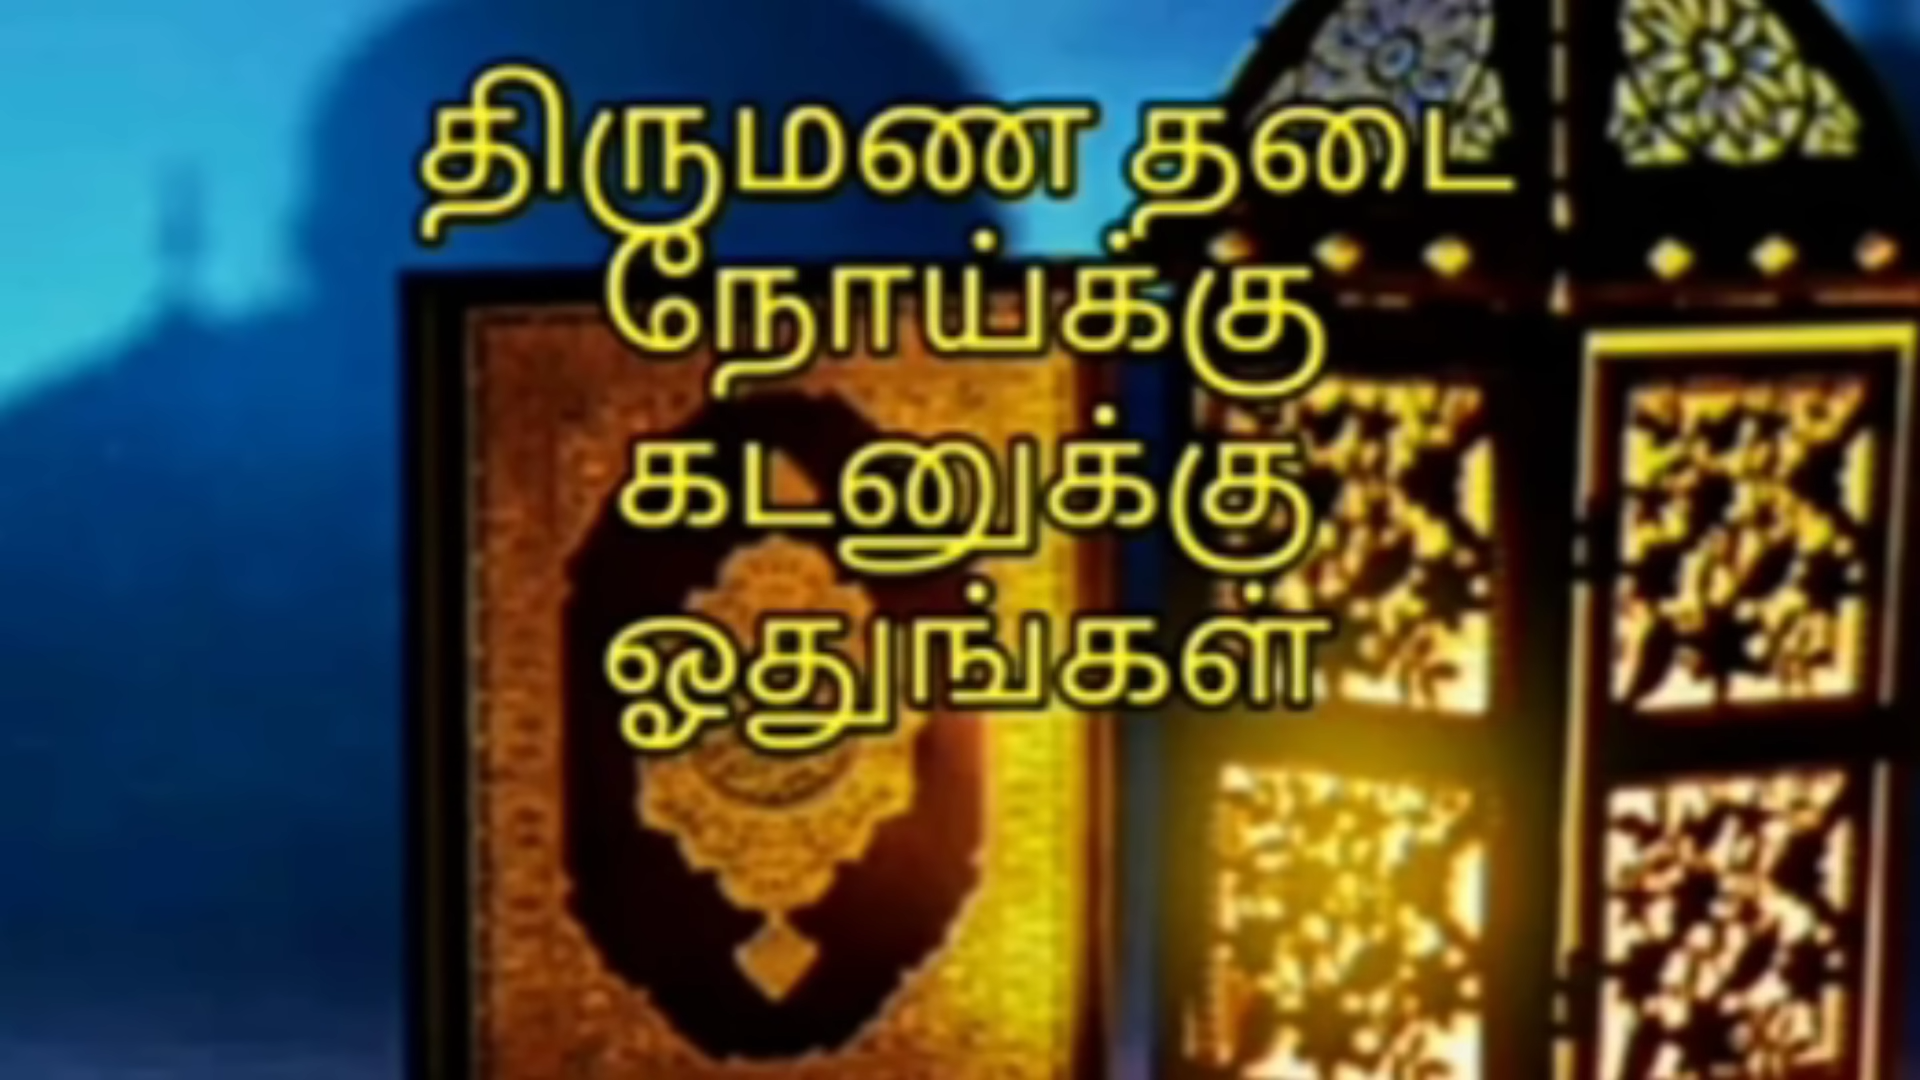 திருமண தடை
நோய்க்கு
கடனுக்கு
ஓதுங்கள்